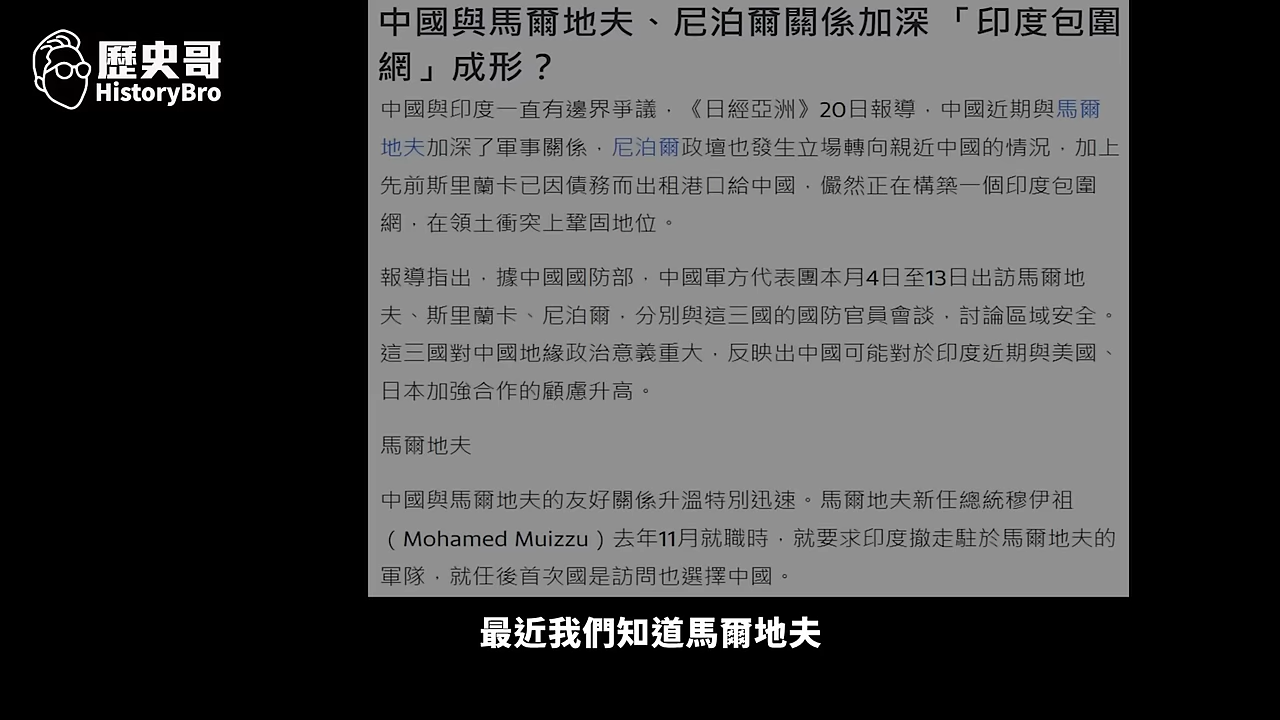 歷史哥
HistoryBro
中國與馬爾地夫、尼泊爾關係加深 「印度包圍
網」成形？
中國與印度一直有邊界爭議，《日經亞洲》20日報導，中國近期與馬爾
地夫加深了軍事關係，尼泊爾政壇也發生立場轉向親近中國的情況，加上
先前斯里蘭卡已因債務而出租港口給中國，儼然正在構築一個印度包圍
網，在領土衝突上鞏固地位。
報導指出，據中國國防部，中國軍方代表團本月4日至13日出訪馬爾地
夫、斯里蘭卡、尼泊爾，分別與這三國的國防官員會談，討論區域安全。
這三國對中國地緣政治意義重大，反映出中國可能對於印度近期與美國、
日本加強合作的顧慮升高。
馬爾地夫
中國與馬爾地夫的友好關係升溫特別迅速。馬爾地夫新任總統穆伊祖
（Mohamed Muizzu）去年11月就職時，就要求印度撤走駐於馬爾地夫的
軍隊，就任後首次國是訪問也選擇中國。
最近我們知道馬爾地夫